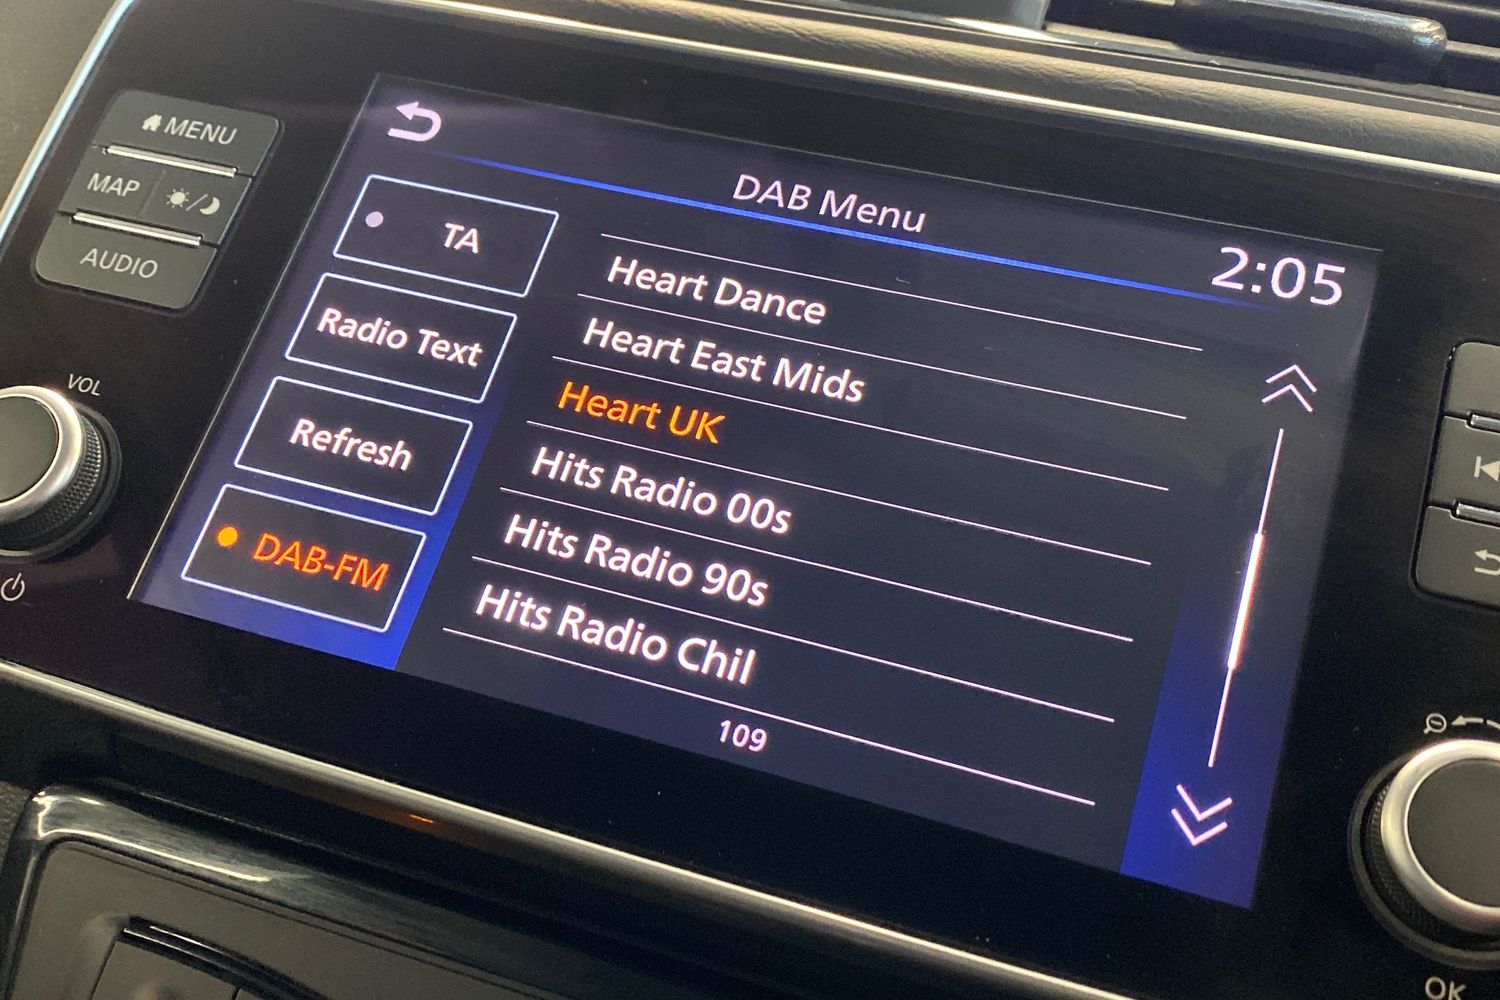 MENU
MAP
AUDIO
VOL
DAB Menu
2:05
TA
Radio Text
Refresh
DAB-FM
Heart Dance
Heart East Mids
Heart UK
Hits Radio 00s
Hits Radio 90s
Hits Radio Chil
109
OK